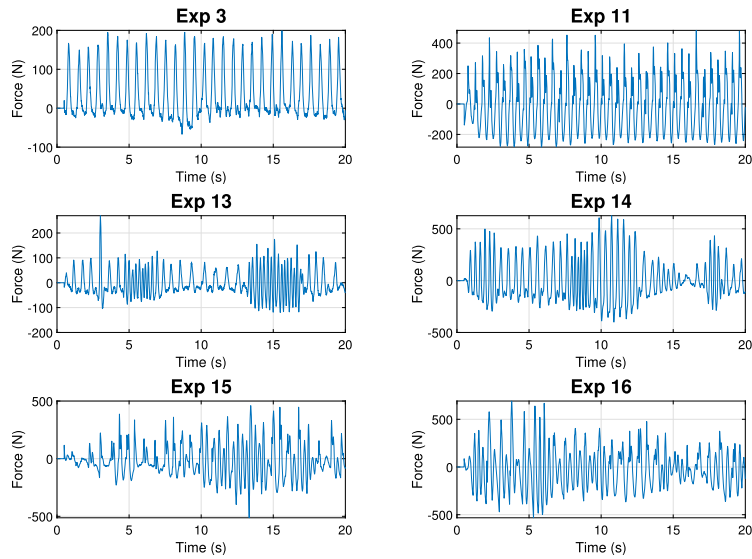 Exp 3
Force (N)
200
100
0
-100
0 5 10 15 20
Time (s)
Exp 11
Force (N)
400
200
0
-200
0 5 10 15 20
Time (s)
Exp 13
Force (N)
200
100
0
-100
-200
0 5 10 15 20
Time (s)
Exp 14
Force (N)
500
0
-500
0 5 10 15 20
Time (s)
Exp 15
Force (N)
500
0
-500
0 5 10 15 20
Time (s)
Exp 16
Force (N)
500
0
-500
0 5 10 15 20
Time (s)